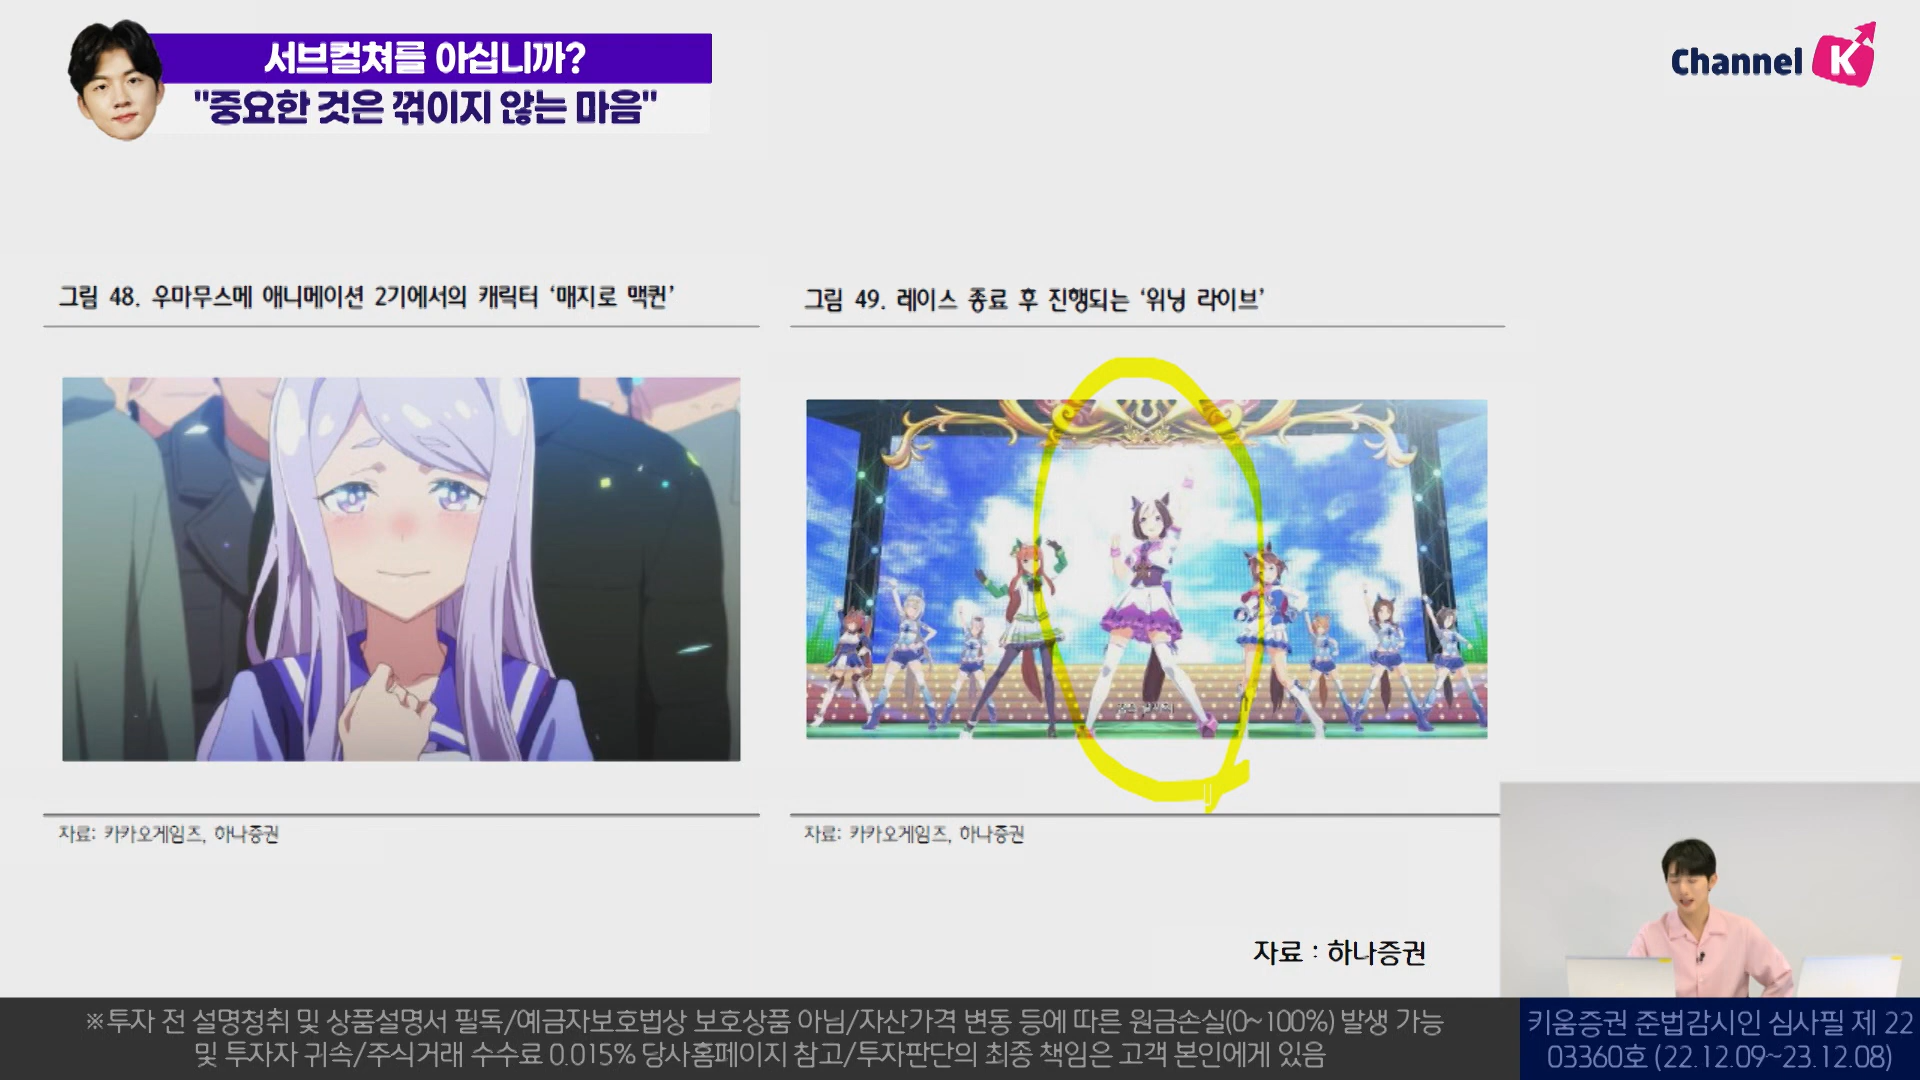 서브컬쳐를 아십니까?
"중요한 것은 꺾이지 않는 마음"
Channel K
그림 48. 우마무스메 애니메이션 2기에서의 캐릭터 ‘매지로 맥퀸’
그림 49. 레이스 종료 후 진행되는 ‘위닝 라이브’
자료: 카카오게임즈, 하나증권
자료: 카카오게임즈, 하나증권
자료 : 하나증권
※투자 전 설명청취 및 상품설명서 필독/예금자보호법상 보호상품 아님/자산가격 변동 등에 따른 원금손실(0~100%) 발생 가능
및 투자자 귀속/주식거래 수수료 0.015% 당사홈페이지 참고/투자판단의 최종 책임은 고객 본인에게 있음
키움증권 준법감시인 심사필 제 22
03360호 (22.12.09~23.12.08)